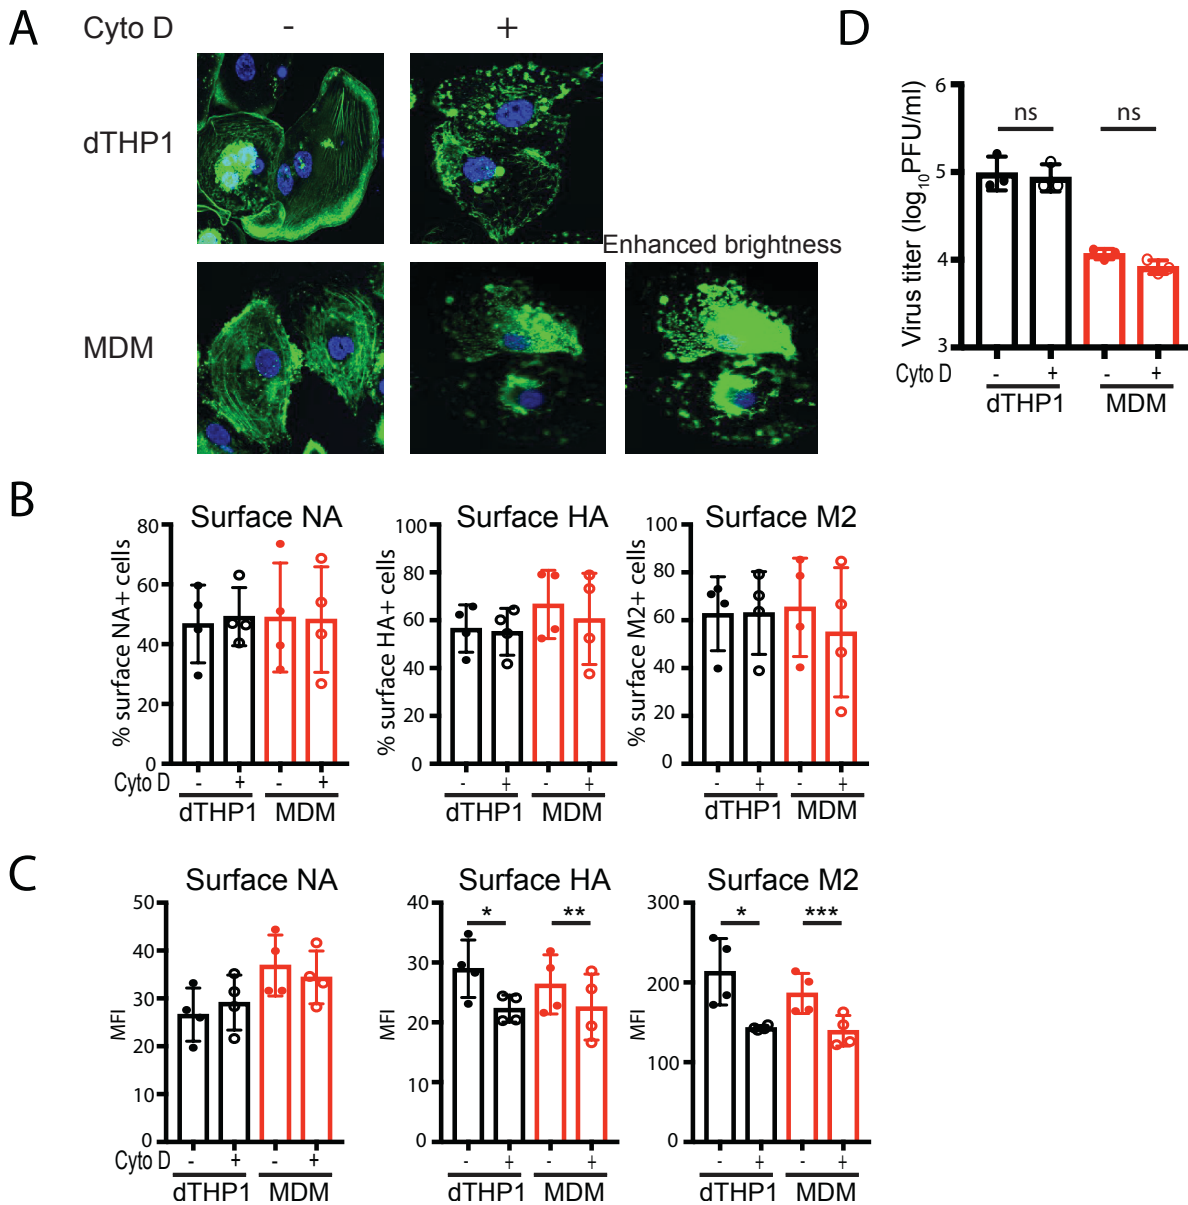 A
Cyto D - +
dTHP1
Enhanced brightness
MDM
D
Virus titer (log10PFU/ml)
6
5
4
3
ns ns
Cyto D - + - +
dTHP1 MDM
B
Surface NA
% surface NA+ cells
80
60
40
20
0
Cyto D - + - +
dTHP1 MDM
Surface HA
% surface HA+ cells
100
80
60
40
20
0
- + - +
dTHP1 MDM
Surface M2
% surface M2+ cells
100
80
60
40
20
0
- + - +
dTHP1 MDM
C
Surface NA
MFI
50
40
30
20
10
0
Cyto D - + - +
dTHP1 MDM
Surface HA
MFI
40
30
20
10
0
* **
- + - +
dTHP1 MDM
Surface M2
MFI
300
200
100
0
* ***
- + - +
dTHP1 MDM